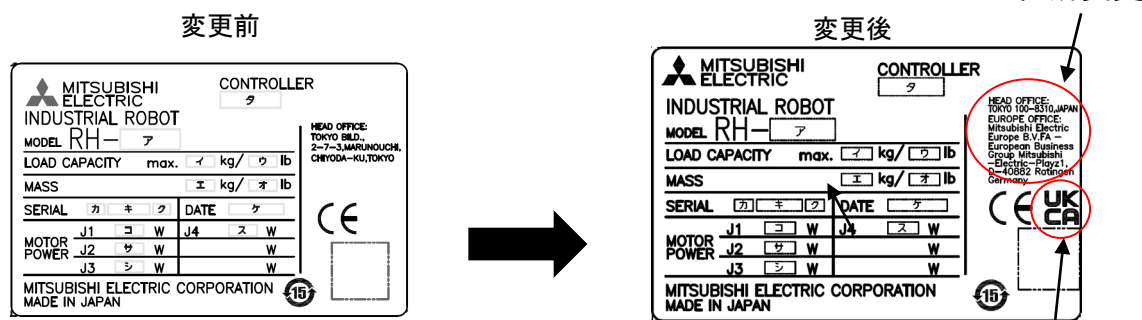 変更前
MITSUBISHI
ELECTRIC
CONTROLLER
タ
INDUSTRIAL ROBOT
MODEL RH- ア
LOAD CAPACITY max. イ kg/ ウ lb
MASS エ kg/ オ lb
SERIAL カ キ ク DATE ケ
MOTOR
POWER
J1 コ W J4 ス W
J2 サ W W
J3 シ W W
MITSUBISHI ELECTRIC CORPORATION
MADE IN JAPAN
15
HEAD OFFICE:
TOKYO BILD.,
2-7-3,MARUNOUCHI,
CHIYODA-KU,TOKYO
CE
変更後
MITSUBISHI
ELECTRIC
CONTROLLER
タ
INDUSTRIAL ROBOT
MODEL RH- ア
LOAD CAPACITY max. イ kg/ ウ lb
MASS エ kg/ オ lb
SERIAL カ キ ク DATE ケ
MOTOR
POWER
J1 コ W J4 ス W
J2 サ W W
J3 シ W W
MITSUBISHI ELECTRIC CORPORATION
MADE IN JAPAN
15
HEAD OFFICE:
TOKYO 100-8310,JAPAN
EUROPE OFFICE:
Mitsubishi Electric
Europe B.V.FA -
European Business
Group Mitsubishi
-Electric-Playz1,
D-40882 Ratingen
Germany
CE
UK
CA